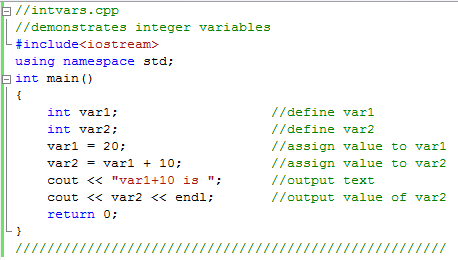 //intvars.cpp
//demonstrates integer variables
#include<iostream>
using namespace std;
int main()
{
int var1; //define var1
int var2; //define var2
var1 = 20; //assign value to var1
var2 = var1 + 10; //assign value to var2
cout << "var1+10 is "; //output text
cout << var2 << endl; //output value of var2
return 0;
}
//////////////////////////////////////////////////////